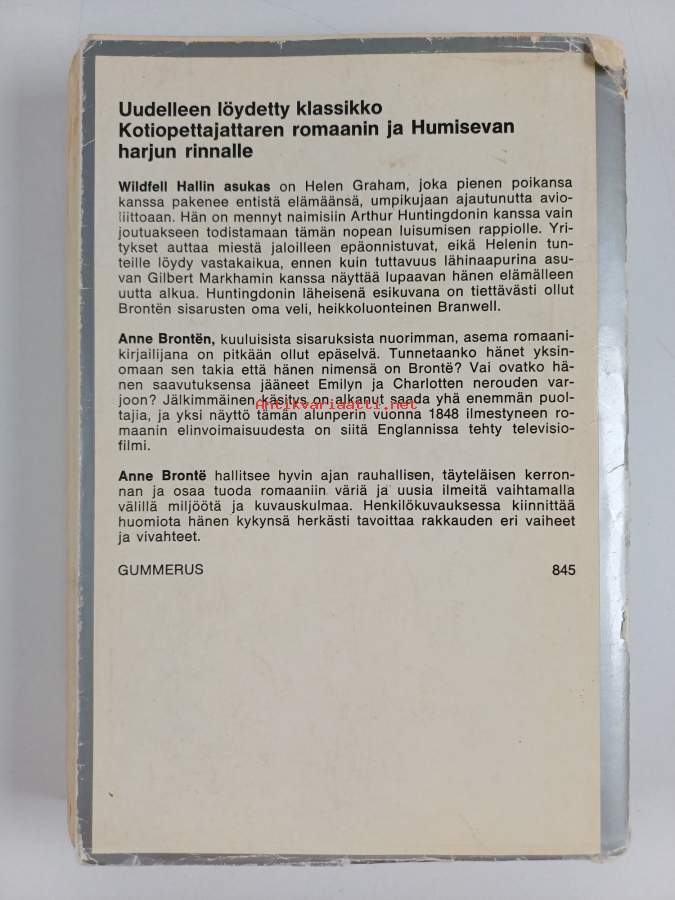 Uudelleen löydetty klassikko
Kotiopettajattaren romaanin ja Humisevan
harjun rinnalle
Wildfell Hallin asukas on Helen Graham, joka pienen poikansa
kanssa pakenee entistä elämäänsä, umpikujaan ajautunutta avio-
liittoaan. Hän on mennyt naimisiin Arthur Huntingdonin kanssa vain
joutuakseen todistamaan tämän nopean luisumisen rappiolle. Yri-
tykset auttaa miestä jaloilleen epäonnistuvat, eikä Helenin tun-
teille löydy vastakaikua, ennen kuin tuttavuus lähinaapurina asu-
van Gilbert Markhamin kanssa näyttää lupaavan hänen elämälleen
uutta alkua. Huntingdonin läheisenä esikuvana on tiettävästi ollut
Brontën sisarusten oma veli, heikkoluonteinen Branwell.
Anne Brontën, kuuluisista sisaruksista nuorimman, asema romaani-
kirjailijana on pitkään ollut epäselvä. Tunnetaanko hänet yksin-
omaan sen takia että hänen nimensä on Brontë? Vai ovatko hä-
nen saavutuksensa jääneet Emilyn ja Charlotten nerouden var-
joon? Jälkimmäinen käsitys on alkanut saada yhä enemmän puol-
tajia, ja yksi näyttö tämän alunperin vuonna 1848 ilmestyneen ro-
maanin elinvoimaisuudesta on siitä Englannissa tehty televisio-
filmi.
Anne Brontë hallitsee hyvin ajan rauhallisen, täyteläisen kerron-
nan ja osaa tuoda romaaniin väriä ja uusia ilmeitä vaihtamalla
välillä miljöötä ja kuvauskulmaa. Henkilökuvauksessa kiinnittää
huomiota hänen kykynsä herkästi tavoittaa rakkauden eri vaiheet
ja vivahteet.
GUMMERUS 845
Antikvariaatti.net